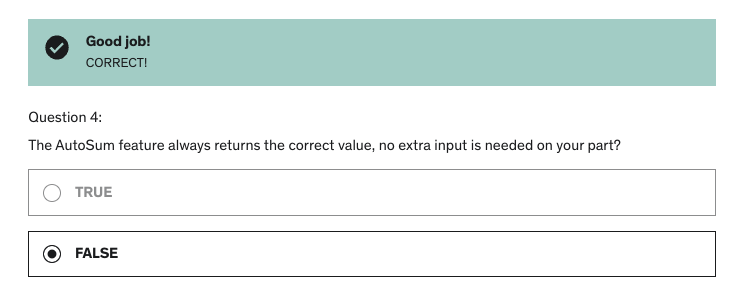 Good job!
CORRECT!
Question 4:
The AutoSum feature always returns the correct value, no extra input is needed on your part?
TRUE
FALSE